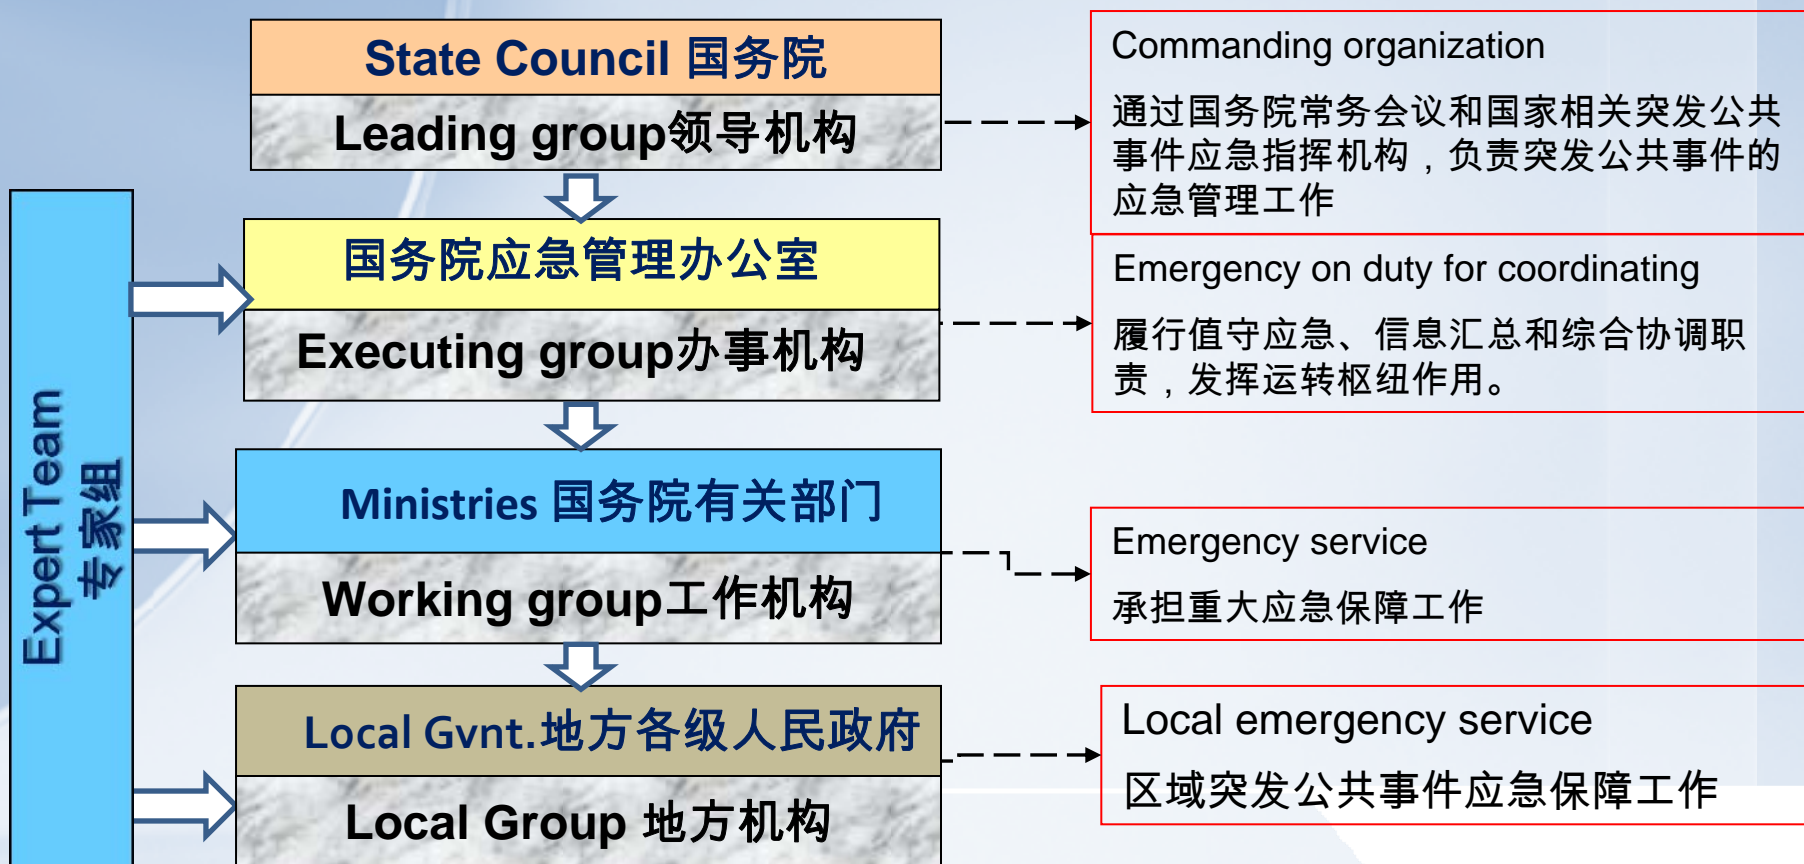 State Council 国务院
Leading group领导机构
Commanding organization
通过国务院常务会议和国家相关突发公共
事件应急指挥机构，负责突发公共事件的
应急管理工作
国务院应急管理办公室
Executing group办事机构
Emergency on duty for coordinating
履行值守应急、信息汇总和综合协调职
责，发挥运转枢纽作用。
Expert Team
专家组
Ministries 国务院有关部门
Working group工作机构
Emergency service
承担重大应急保障工作
Local Gvnt.地方各级人民政府
Local Group 地方机构
Local emergency service
区域突发公共事件应急保障工作